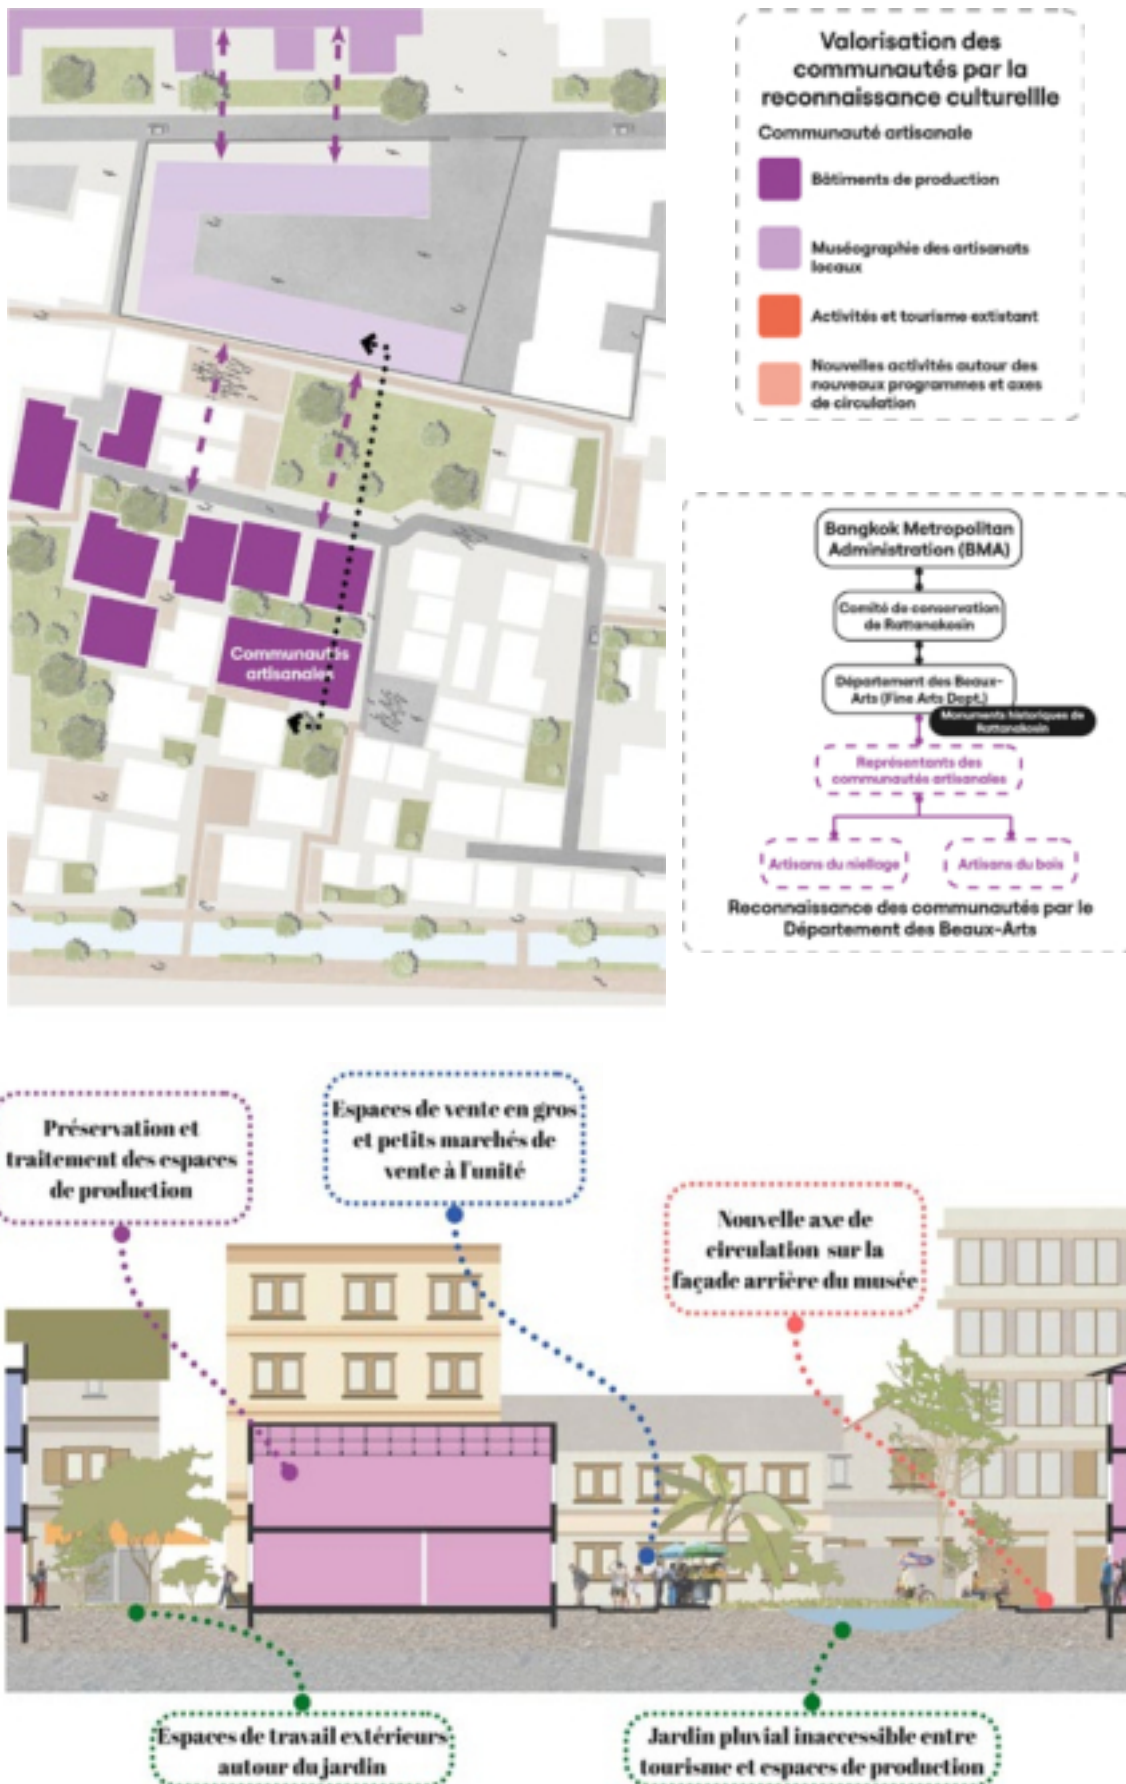 Valorisation des
communautés par la
reconnaissance culturellle
Communauté artisanale
Bâtiments de production
Muséographie des artisanats
locaux
Activités et tourisme extistant
Nouvelles activités autour des
nouveaux programmes et axes
de circulation
Communautés
artisanales
Bangkok Metropolitan
Administration (BMA)
Comité de conservation
de Rattanakosin
Département des Beaux-
Arts (Fine Arts Dept.)
Monuments historiques de
Rattanakosin
Représentants des
communautés artisanales
Artisans du niellage
Artisans du bois
Reconnaissance des communautés par le
Département des Beaux-Arts
Préservation et
traitement des espaces
de production
Espaces de vente en gros
et petits marchés de
vente à l'unité
Nouvelle axe de
circulation sur la
façade arrière du musée
Espaces de travail extérieurs
autour du jardin
Jardin pluvial inaccessible entre
tourisme et espaces de production